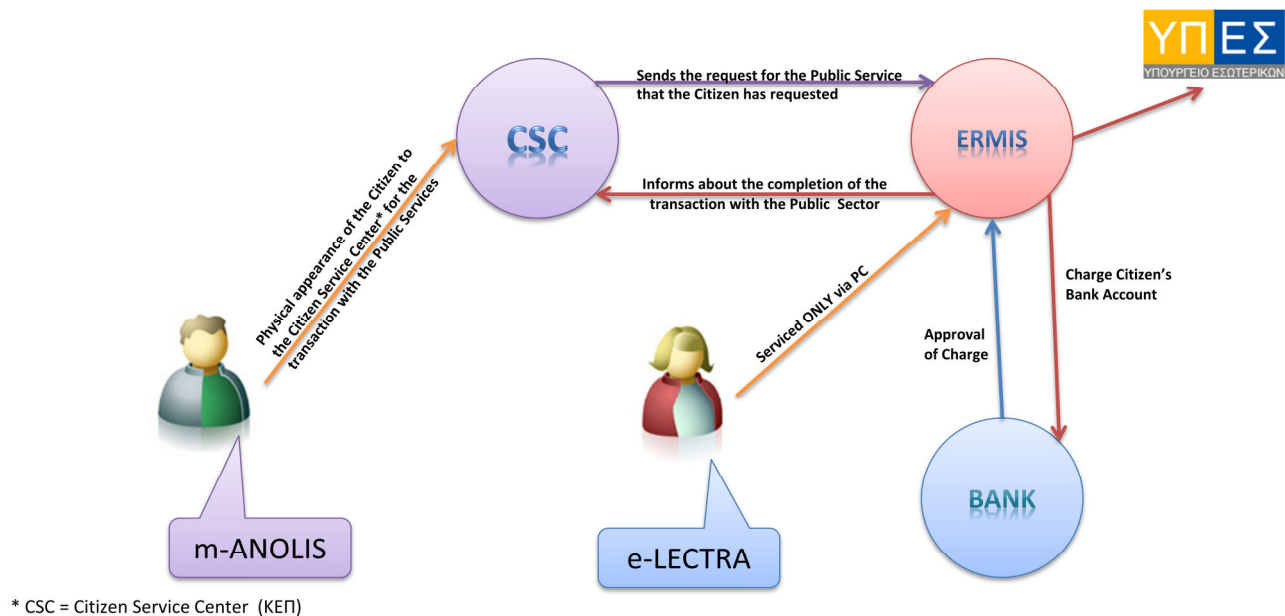 ΥΠ ΕΣ
ΥΠΟΥΡΓΕΙΟ ΕΣΩΤΕΡΙΚΩΝ
Sends the request for the Public Service
that the Citizen has requested
CSC
ERMIS
Informs about the completion of the
transaction with the Public Sector
Physical appearance of the Citizen to
the Citizen Service Center* for the
transaction with the Public Services
Serviced ONLY via PC
Charge Citizen's
Bank Account
Approval
of Charge
BANK
m-ANOLIS
e-LECTRA
* CSC = Citizen Service Center (ΚΕΠ)